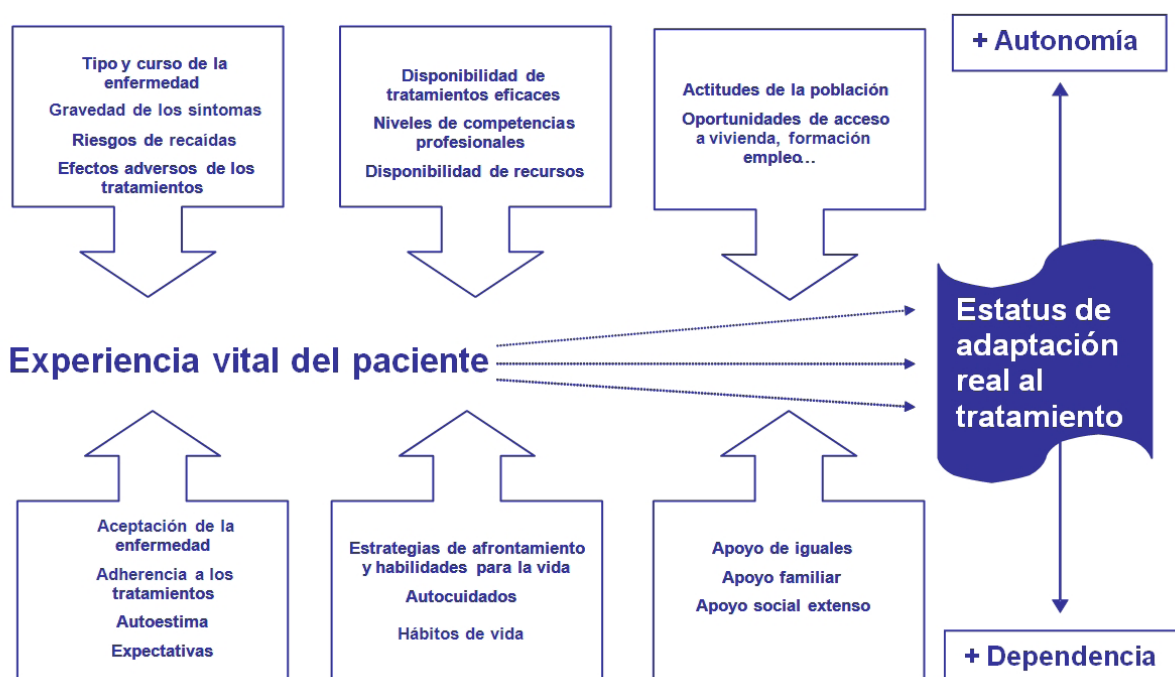 Tipo y curso de la
enfermedad
Gravedad de los síntomas
Riesgos de recaídas
Efectos adversos de los
tratamientos
Disponibilidad de
tratamientos eficaces
Niveles de competencias
profesionales
Disponibilidad de recursos
Actitudes de la población
Oportunidades de acceso
a vivienda, formación
empleo...
+ Autonomía
Experiencia vital del paciente
Estatus de
adaptación
real al
tratamiento
Aceptación de la
enfermedad
Adherencia a los
tratamientos
Autoestima
Expectativas
Estrategias de afrontamiento
y habilidades para la vida
Autocuidados
Hábitos de vida
Apoyo de iguales
Apoyo familiar
Apoyo social extenso
+ Dependencia